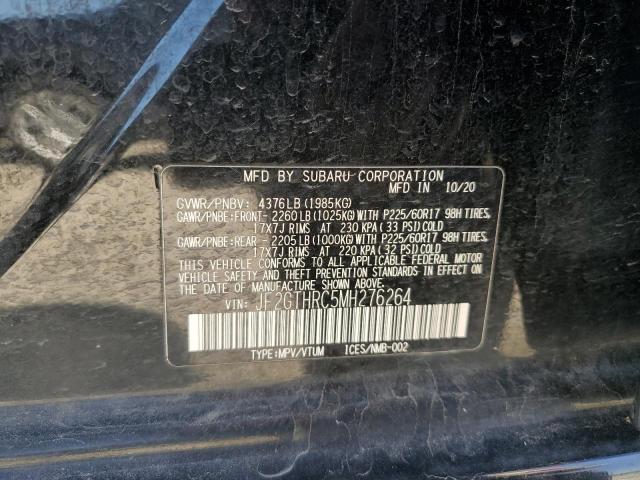 MFD BY SUBARU CORPORATION
MFD IN 10/20
GVWR/PNBV: 4376LB(1985KG)
GAWR/PNBE:FRONT- 2260LB(1025KG)WITH P225/60R17 98H TIRES,
17X7J RIMS AT 230 KPA(33 PSI)COLD
GAWR/PNBE:REAR - 2205LB(1000KG)WITH P225/60R17 98H TIRES,
17X7J RIMS AT 220 KPA(32 PSI)COLD
THIS VEHICLE CONFORMS TO ALL APPLICABLE FEDERAL MOTOR
VEHICLE SAFETY AND THEFT PREVENTION STANDARDS IN EFFECT
ON THE DATE OF MANUFACTURE SHOWN ABOVE.
VIN: JF2GTHRC5MH276264
TYPE:MPV/VTUM ICES/NMB-002